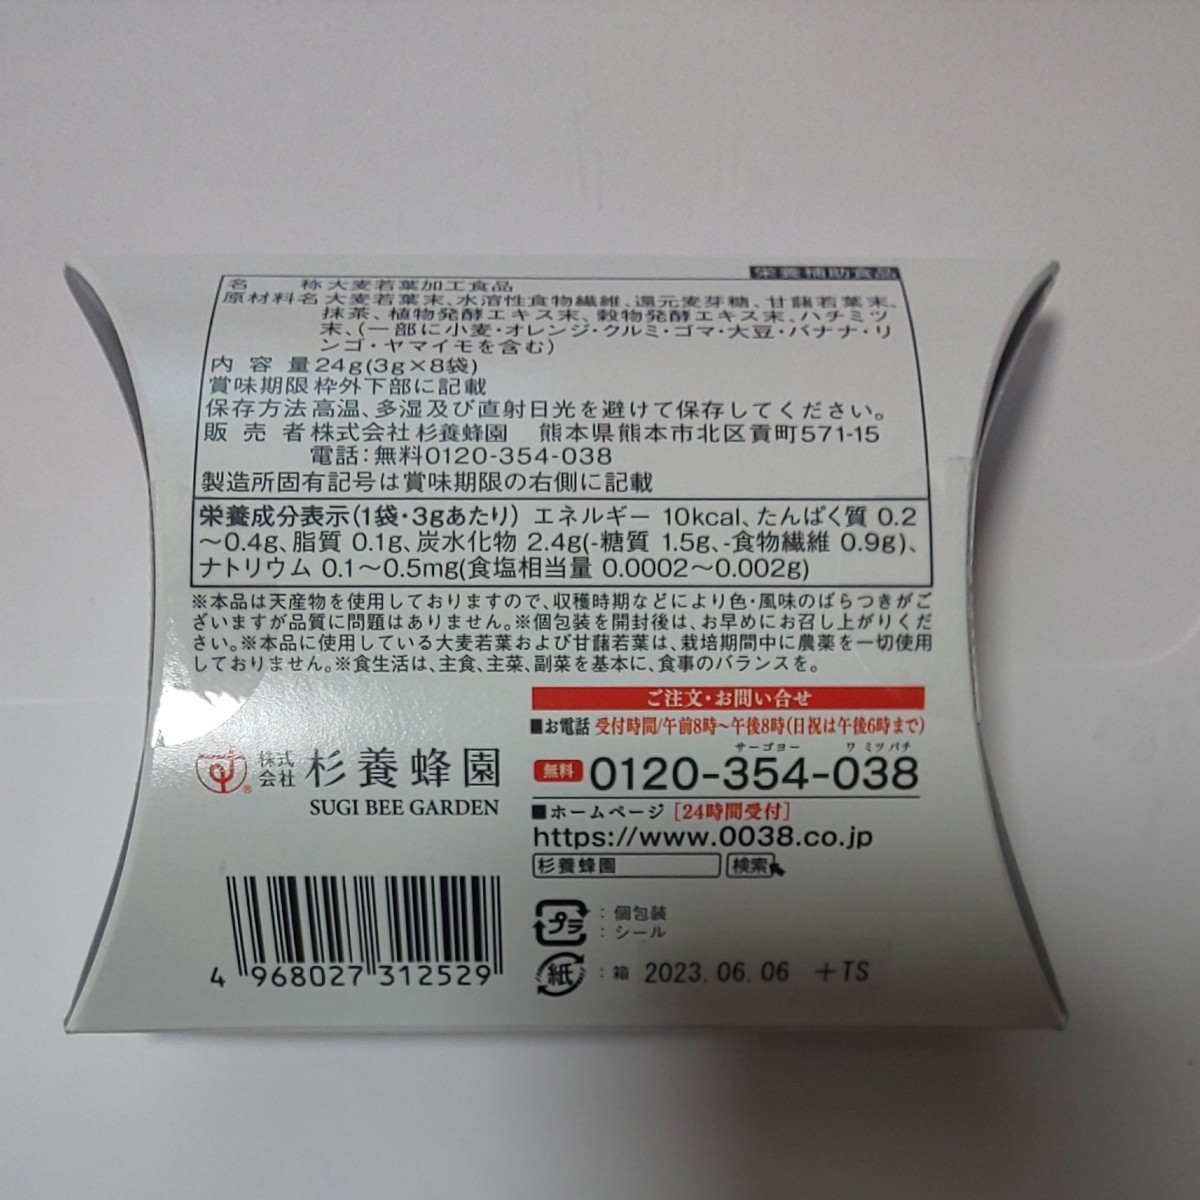 栄養補助食品
名　　称 大麦若葉加工食品
原材料名 大麦若葉末、水溶性食物繊維、還元麦芽糖、甘藷若葉末、
抹茶、植物発酵エキス末、穀物発酵エキス末、ハチミツ
末、(一部に小麦・オレンジ・クルミ・ゴマ・大豆・バナナ・リ
ンゴ・ヤマイモを含む)
内 容 量 24g(3g×8袋)
賞味期限 枠外下部に記載
保存方法 高温、多湿及び直射日光を避けて保存してください。
販 売 者 株式会社 杉養蜂園　熊本県熊本市北区貢町571-15
電話:無料0120-354-038
製造所固有記号は賞味期限の右側に記載
栄養成分表示(1袋・3gあたり) エネルギー 10kcal、たんぱく質 0.2
～0.4g、脂質 0.1g、炭水化物 2.4g(-糖質 1.5g、-食物繊維 0.9g)、
ナトリウム 0.1～0.5mg(食塩相当量 0.0002～0.002g)
※本品は天産物を使用しておりますので、収穫時期などにより色・風味のばらつきがご
ざいますが品質に問題はありません。※個包装を開封後は、お早めにお召し上がりくだ
さい。※本品に使用している大麦若葉および甘藷若葉は、栽培期間中に農薬を一切使用
しておりません。※食生活は、主食、主菜、副菜を基本に、食事のバランスを。
ご注文・お問い合せ
■お電話 受付時間/午前8時～午後8時(日祝は午後6時まで)
サーゴヨー ワ ミツバチ
無料 0120-354-038
■ホームページ [24時間受付]
https://www.0038.co.jp
杉養蜂園 検索
® 株式会社 杉養蜂園
SUGI BEE GARDEN
プラ : 個包装
: シール
紙 : 箱 2023.06.06 +TS
4 968027 312529